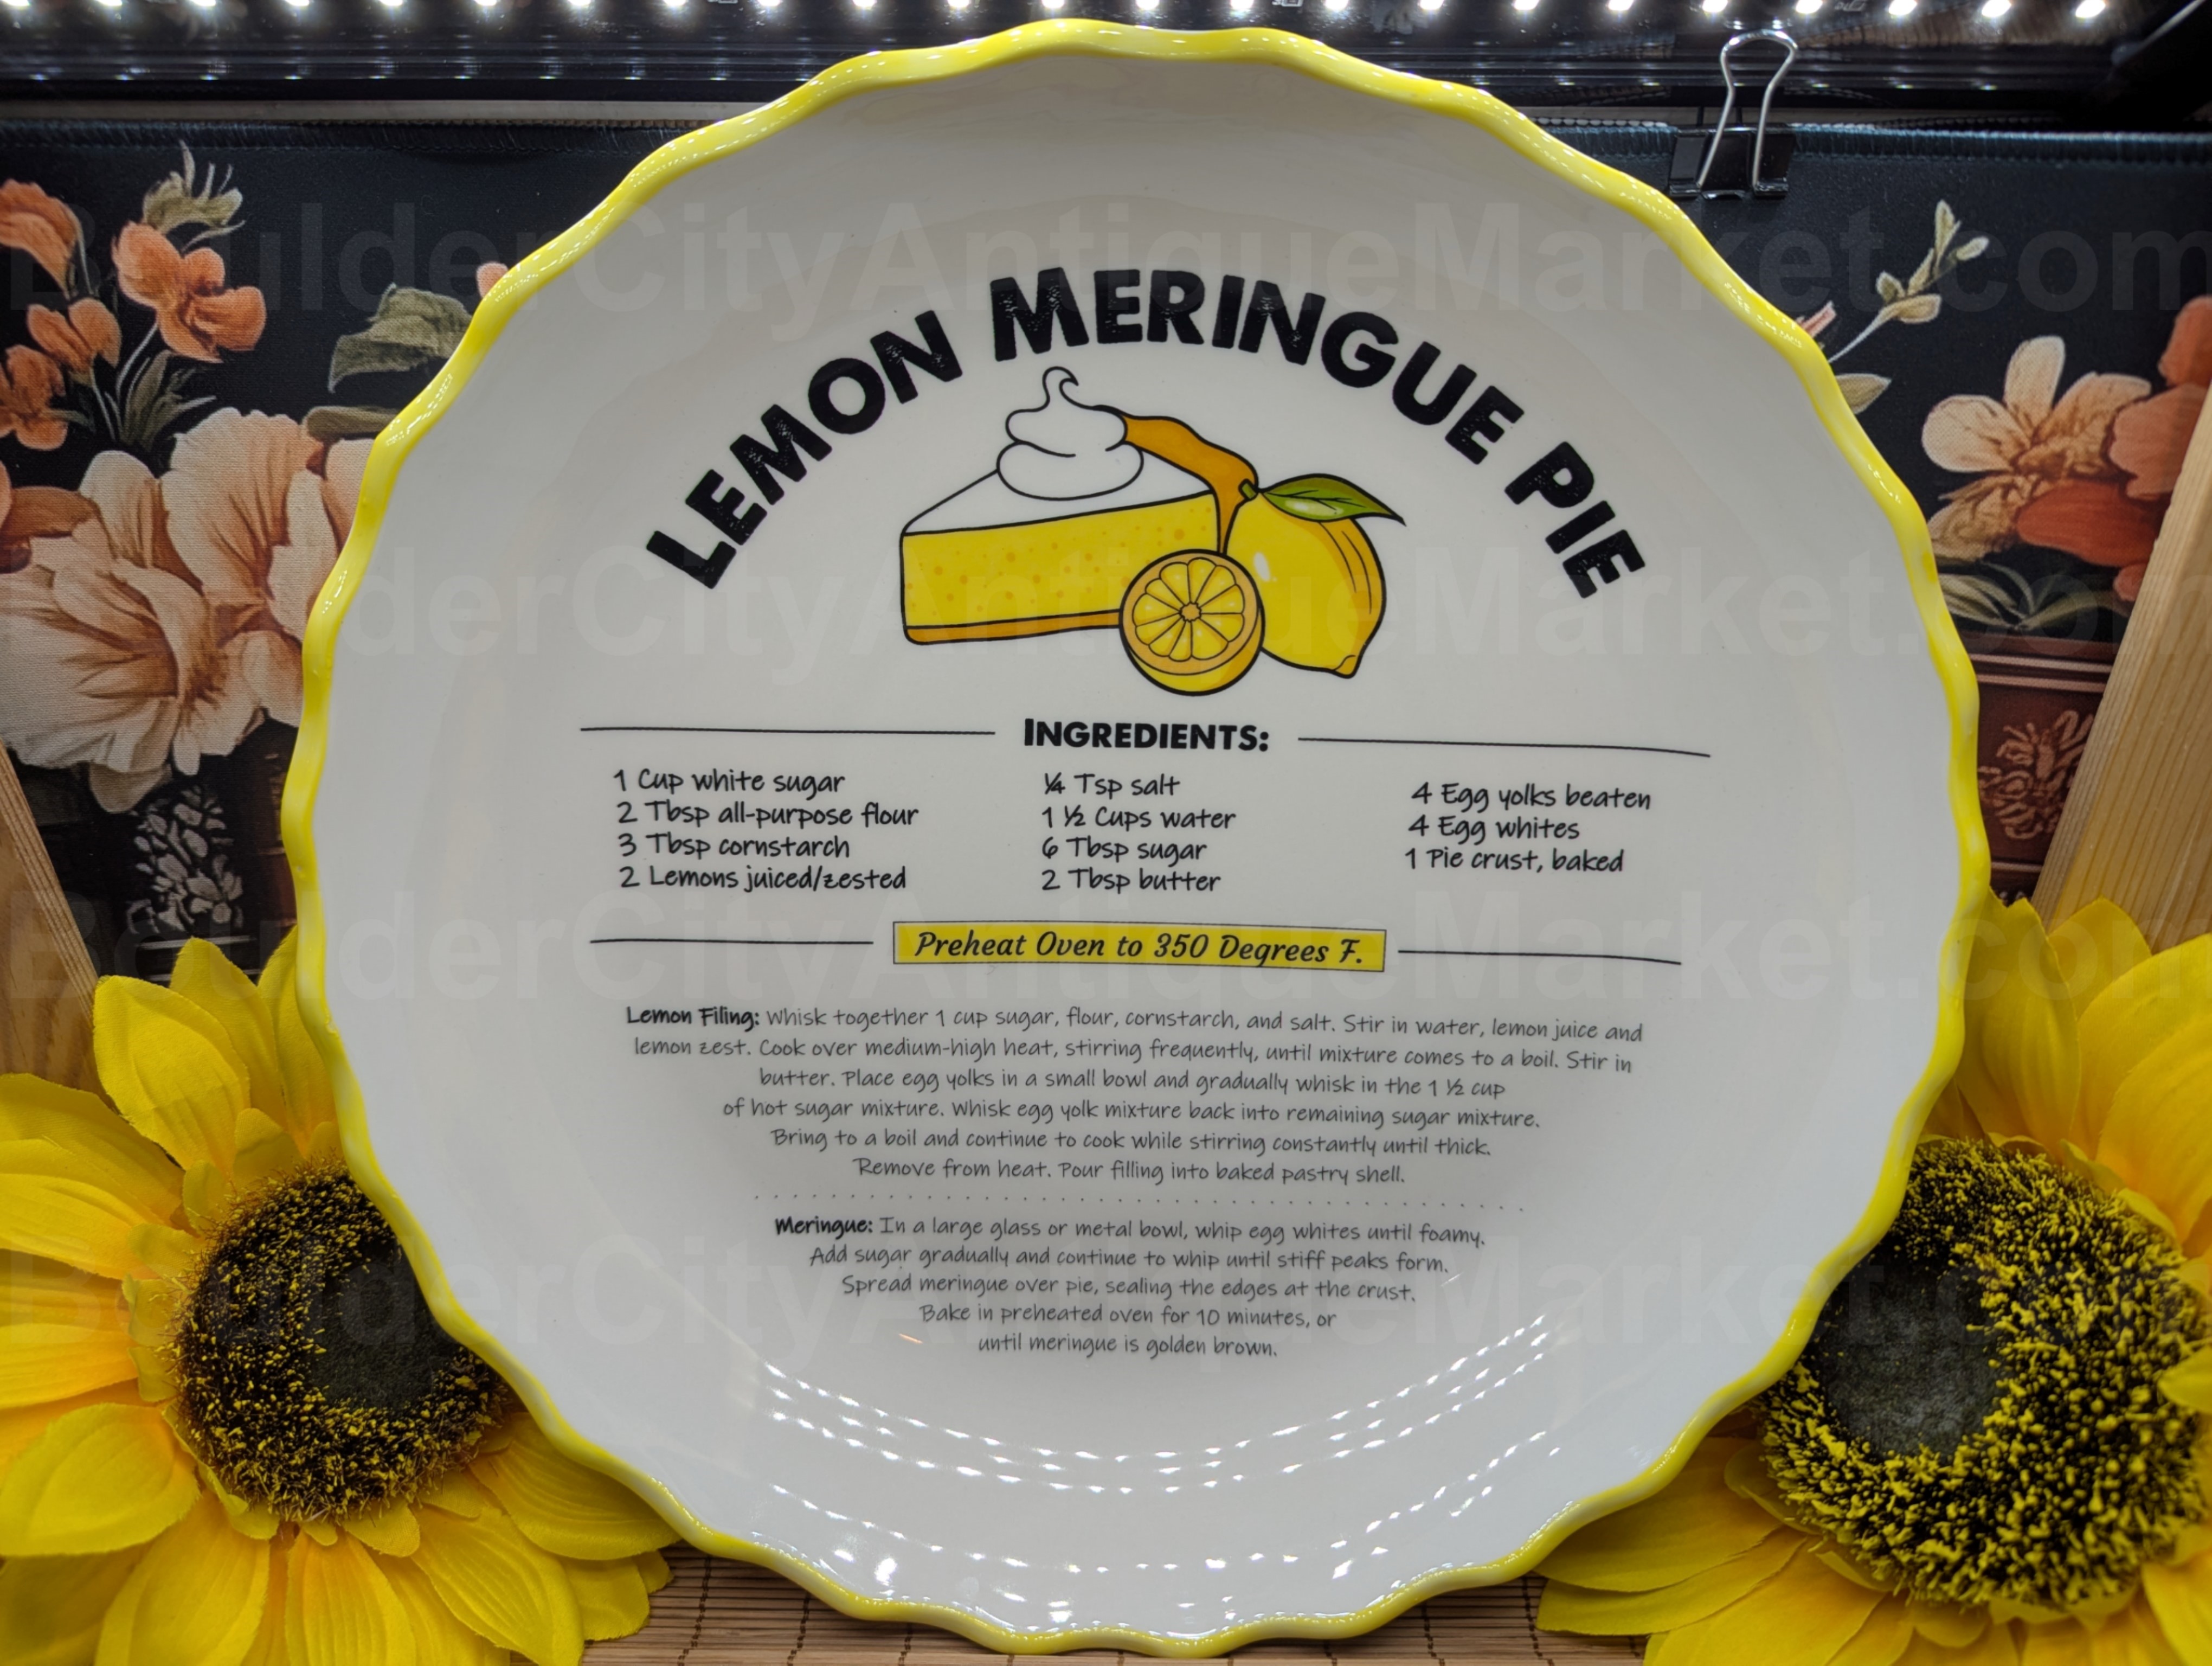 BoulderCityAntiqueMarket.com
LEMON MERINGUE PIE
BoulderCityAntiqueMarket.com
INGREDIENTS:
1 Cup white sugar
2 Tbsp all-purpose flour
3 Tbsp cornstarch
2 Lemons juiced/zested
¼ Tsp salt
1 ½ Cups water
6 Tbsp sugar
2 Tbsp butter
4 Egg yolks beaten
4 Egg whites
1 Pie crust, baked
BoulderCityAntiqueMarket.com
Preheat Oven to 350 Degrees F.
Lemon Filing: Whisk together 1 cup sugar, flour, cornstarch, and salt. Stir in water, lemon juice and
lemon zest. Cook over medium-high heat, stirring frequently, until mixture comes to a boil. Stir in
butter. Place egg yolks in a small bowl and gradually whisk in the 1 ½ cup
of hot sugar mixture. Whisk egg yolk mixture back into remaining sugar mixture.
Bring to a boil and continue to cook while stirring constantly until thick.
Remove from heat. Pour filling into baked pastry shell.
Meringue: In a large glass or metal bowl, whip egg whites until foamy.
Add sugar gradually and continue to whip until stiff peaks form.
Spread meringue over pie, sealing the edges at the crust.
Bake in preheated oven for 10 minutes, or
until meringue is golden brown.
BoulderCityAntiqueMarket.com